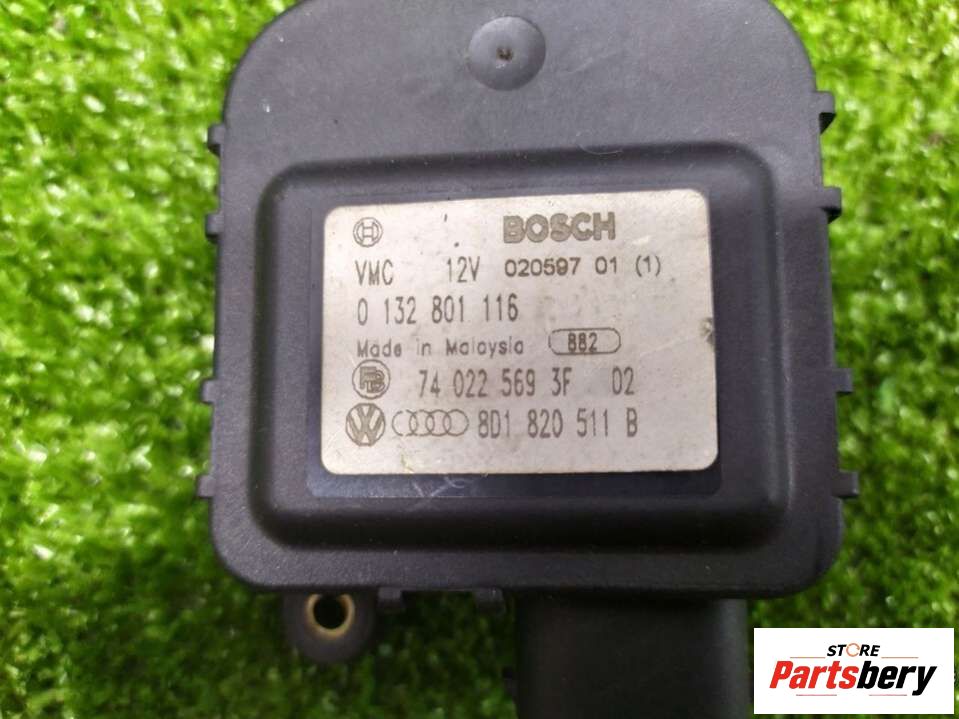 BOSCH
VMC 12V 020597 01 (1)
0 132 801 116
Made in Malaysia 882
74 022 569 3F 02
8D1 820 511 B
STORE
Partsbery